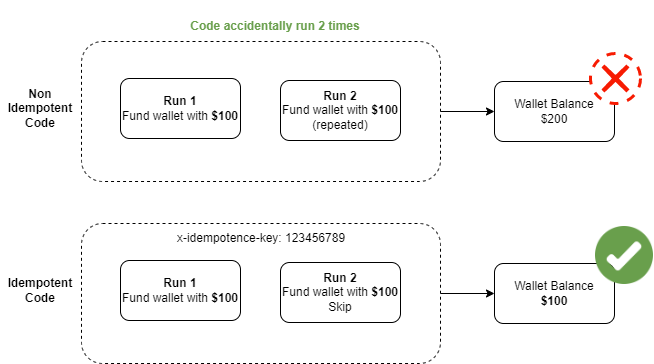 Code accidentally run 2 times
Non
Idempotent
Code
Run 1
Fund wallet with $100
Run 2
Fund wallet with $100
(repeated)
Wallet Balance
$200
x-idempotence-key: 123456789
Idempotent
Code
Run 1
Fund wallet with $100
Run 2
Fund wallet with $100
Skip
Wallet Balance
$100